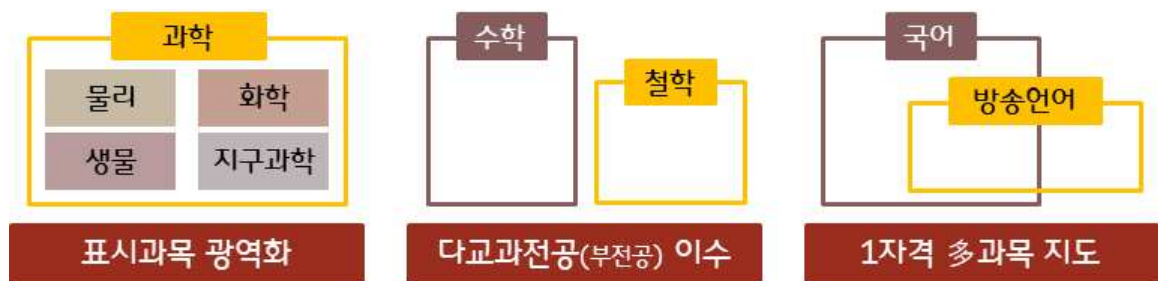 과학
물리
화학
생물
지구과학
표시과목 광역화
수학
철학
다교과전공(부전공) 이수
국어
방송언어
1자격 多과목 지도